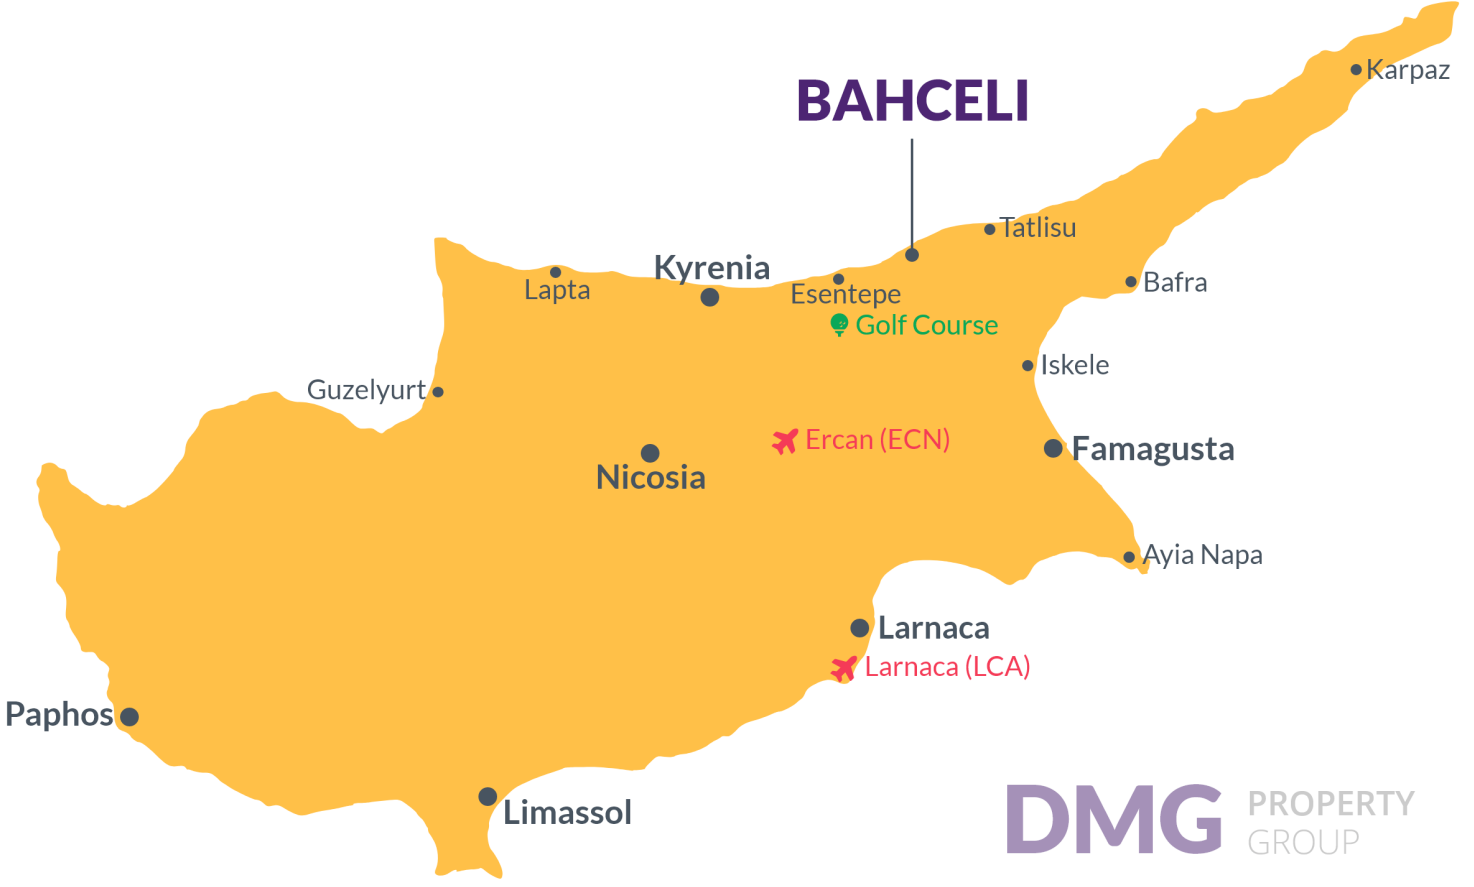 Karpaz
BAHCELI
Tatlisu
Kyrenia
Lapta
Esentepe
Bafra
Golf Course
Iskele
Guzelyurt
Ercan (ECN)
Famagusta
Nicosia
Ayia Napa
Larnaca
Larnaca (LCA)
Paphos
Limassol
DMG PROPERTY
GROUP